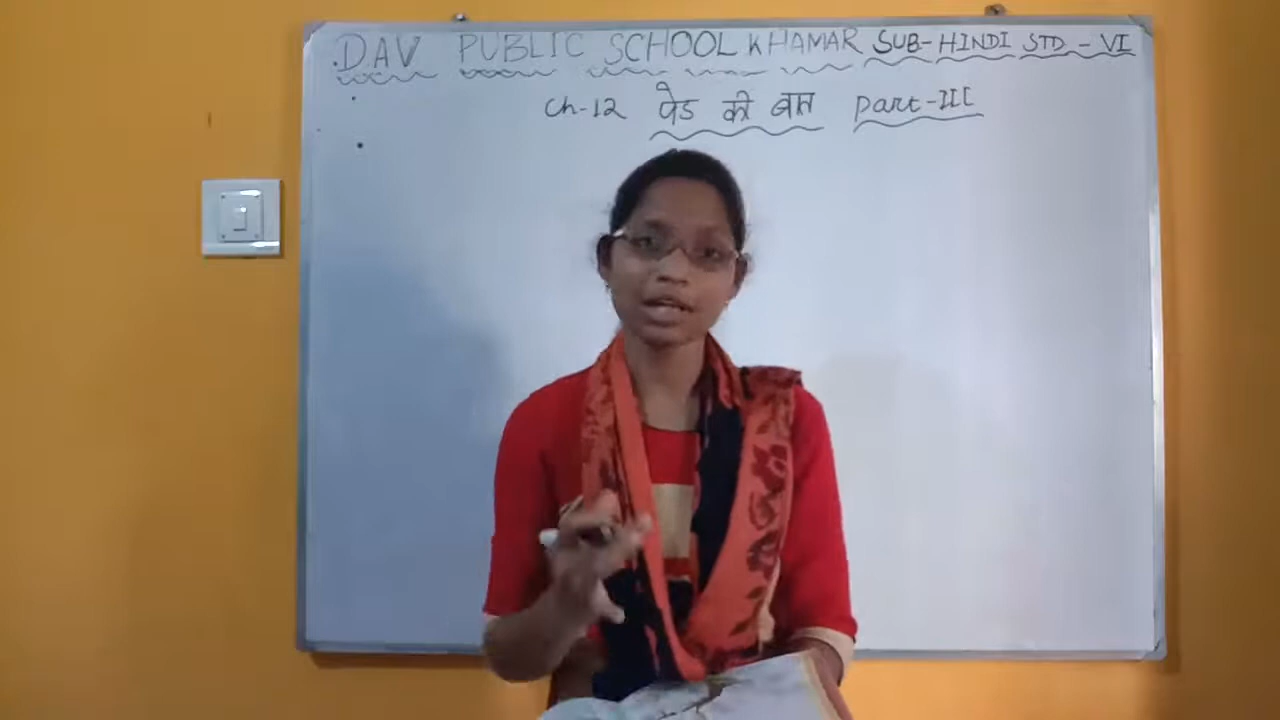 DAV PUBLIC SCHOOL KHAMAR SUB-HINDI STD-VI
Ch-12 पेड की बात Part-III